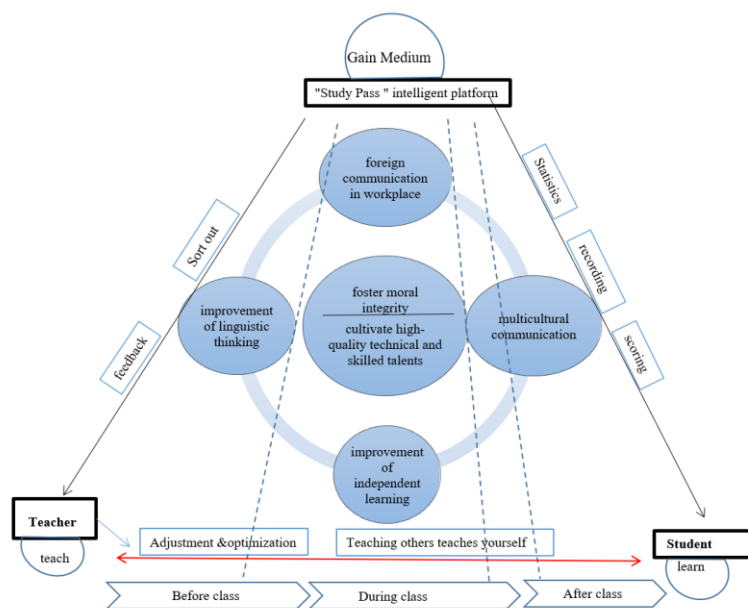 Gain Medium
"Study Pass " intelligent platform
foreign
communication
in workplace
Statistics
Sort out
recording
foster moral
integrity
improvement
of linguistic
thinking
cultivate high-
quality technical and
skilled talents
multicultural
communication
scoring
feedback
improvement
of
independent
learning
Teacher
teach
Adjustment &optimization
Teaching others teaches yourself
Student
learn
Before class
During class
After class